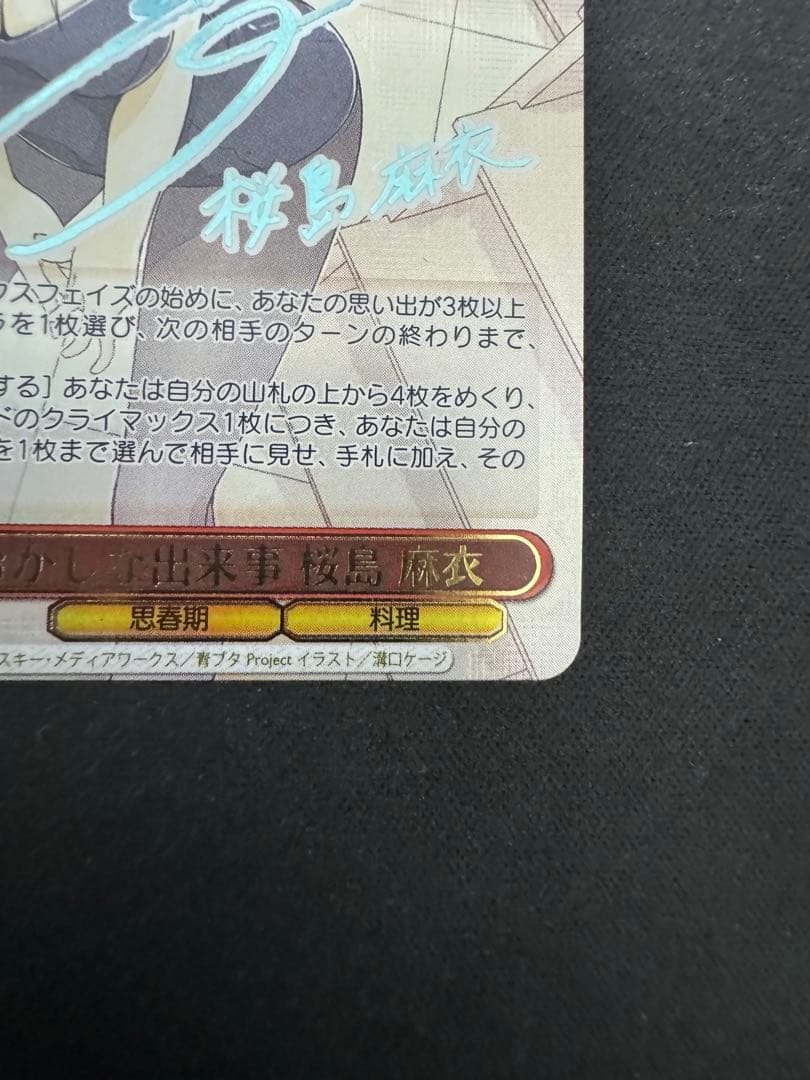 桜島 麻衣
クスフェイズの始めに、あなたの思い出が3枚以上
ラを1枚選び、次の相手のターンの終わりまで、
する］あなたは自分の山札の上から4枚をめくり、
ドのクライマックス1枚につき、あなたは自分の
を1枚まで選んで相手に見せ、手札に加え、その
おかしな出来事 桜島 麻衣
思春期 料理
スキー・メディアワークス／青ブタ Project イラスト／溝口ケージ